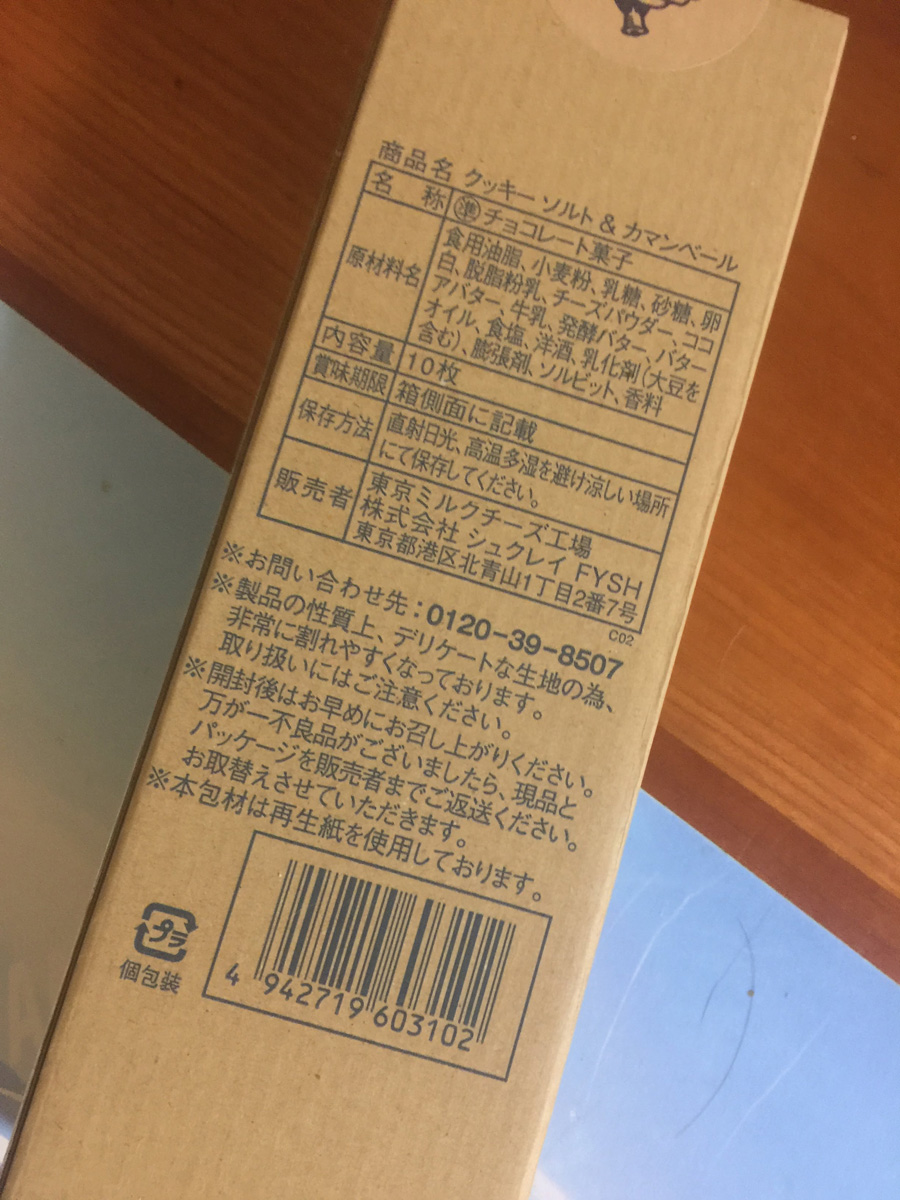 商品名 クッキー ソルト & カマンベール
名称 ㊜チョコレート菓子
原材料名 食用油脂、小麦粉、乳糖、砂糖、卵
白、脱脂粉乳、チーズパウダー、ココ
アバター、牛乳、発酵バター、バター
オイル、食塩、洋酒、乳化剤(大豆を
含む)、膨張剤、ソルビット、香料
内容量 10枚
賞味期限 箱側面に記載
保存方法 直射日光、高温多湿を避け涼しい場所
にて保存してください。
販売者 東京ミルクチーズ工場
株式会社 シュクレイ FYSH
東京都港区北青山1丁目2番7号
C02
※お問い合わせ先:0120-39-8507
※製品の性質上、デリケートな生地の為、
非常に割れやすくなっております。
取り扱いにはご注意ください。
※開封後はお早めにお召し上がりください。
万が一不良品がございましたら、現品と
パッケージを販売者までご返送ください。
お取替えさせていただきます。
※本包材は再生紙を使用しております。
プラ
個包装
4 942719 603102